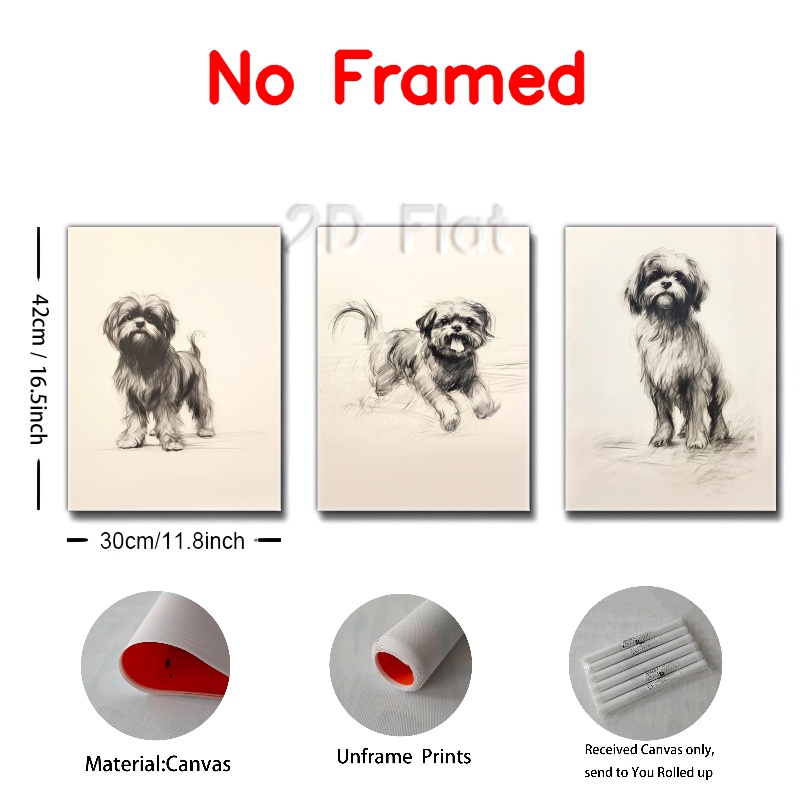 No Framed
2D Flat
42cm / 16.5inch
30cm/11.8inch
Material:Canvas
Unframe Prints
Received Canvas only,
send to You Rolled up